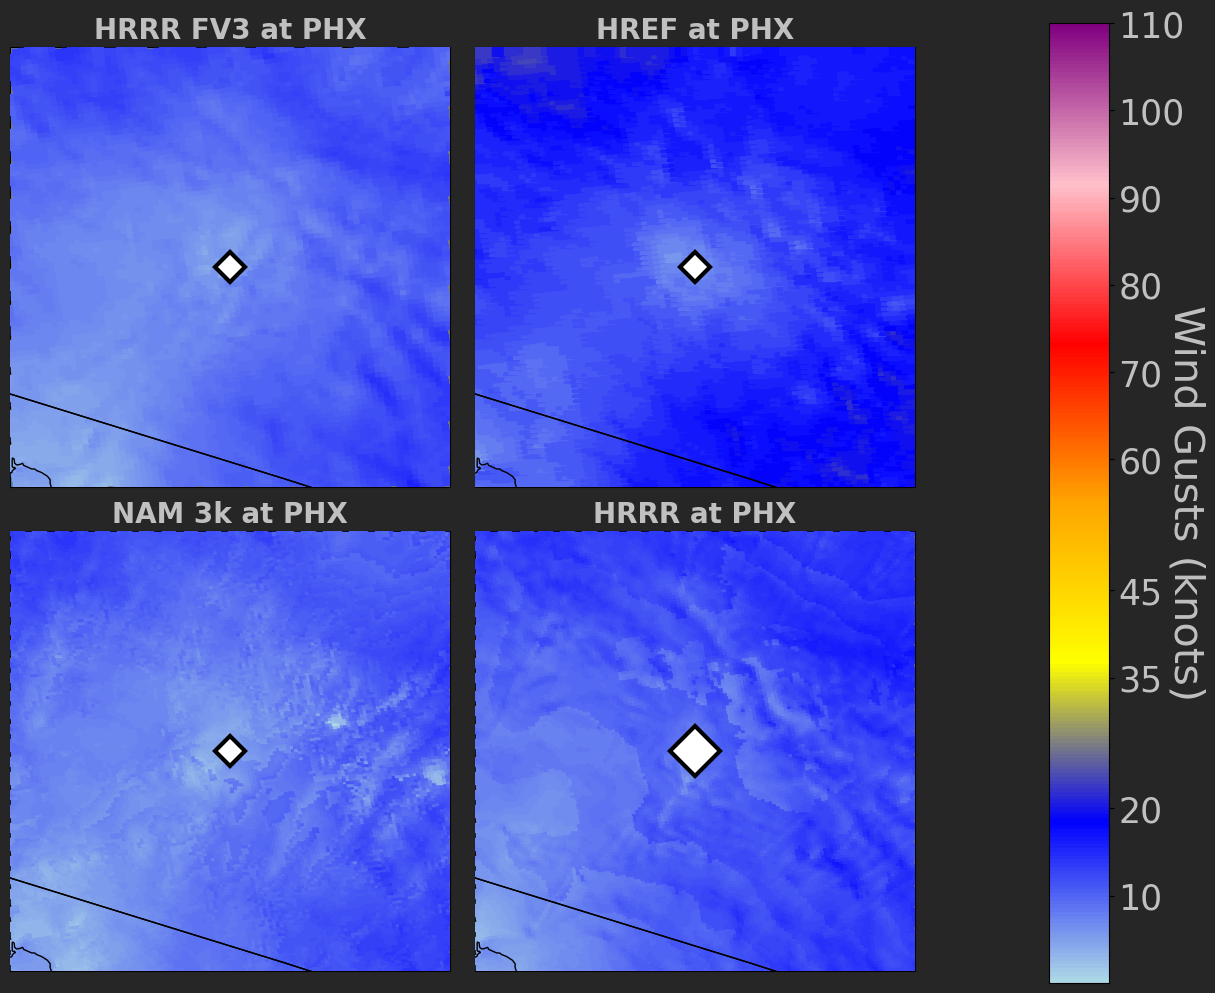 HRRR FV3 at PHX
HREF at PHX
NAM 3k at PHX
HRRR at PHX
110
100
90
80
70
60
45
35
20
10
Wind Gusts (knots)